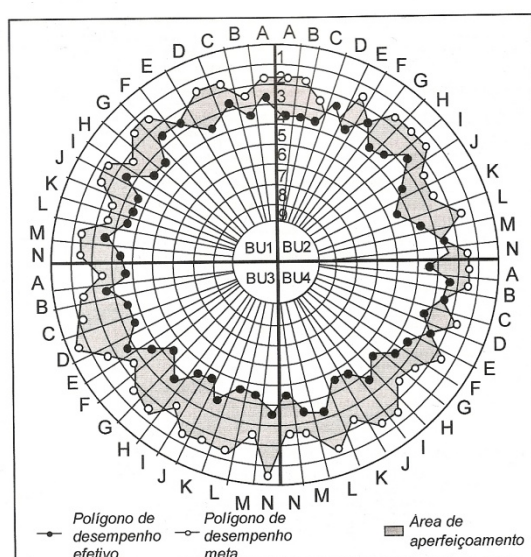 A B C D E F G H I J K L M N
A B C D E F G H I J K L M N
1
2
3
4
5
6
7
8
9
BU1 BU2
BU3 BU4
A B C D E F G H I J K L M N
A B C D E F G H I J K L M N
Polígono de
desempenho
efetivo
Polígono de
desempenho
meta
Área de
aperfeiçoamento